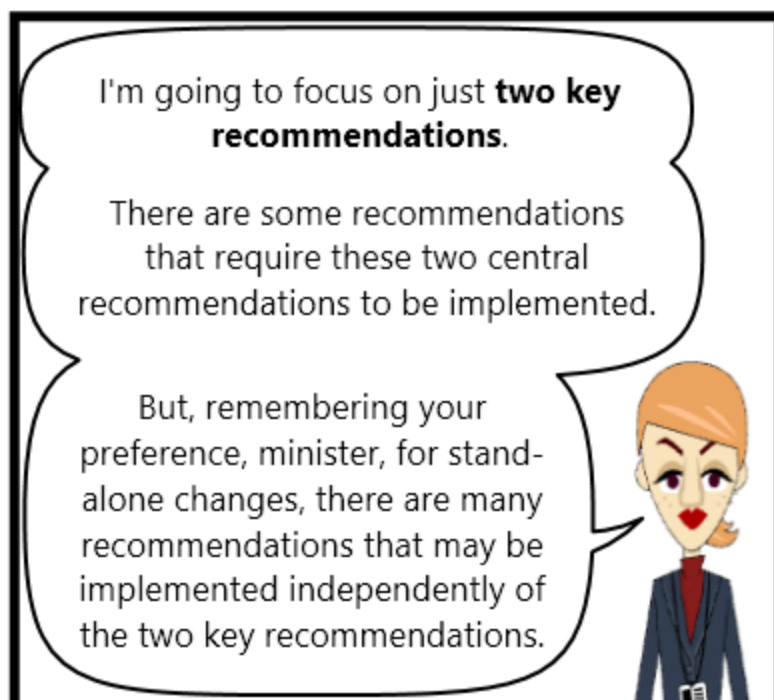 I'm going to focus on just two key
recommendations.
There are some recommendations
that require these two central
recommendations to be implemented.
But, remembering your
preference, minister, for stand-
alone changes, there are many
recommendations that may be
implemented independently of
the two key recommendations.